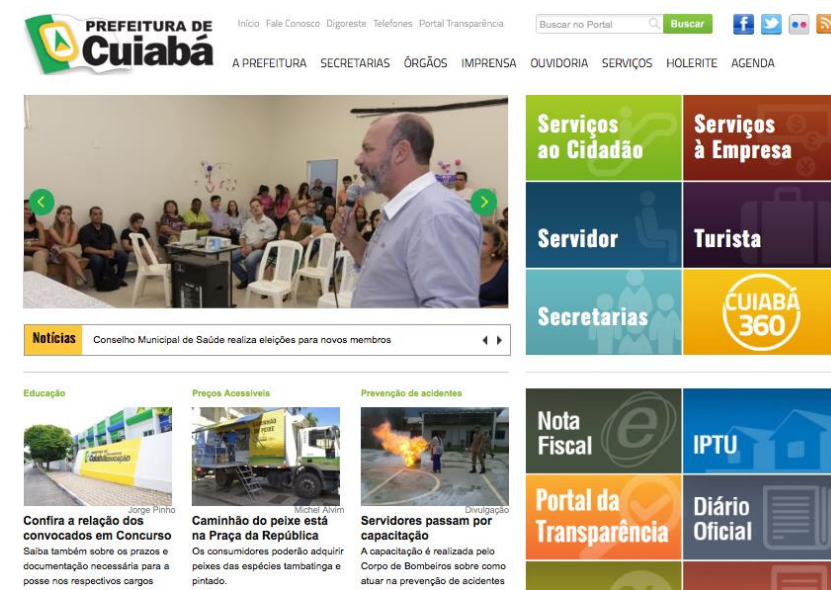 PREFEITURA DE
Cuiabá
Início Fale Conosco Digoreste Telefones Portal Transparência
Buscar no Portal
Buscar
A PREFEITURA SECRETARIAS ÓRGÃOS IMPRENSA OUVIDORIA SERVIÇOS HOLERITE AGENDA
Serviços
ao Cidadão
Serviços
à Empresa
Servidor
Turista
Secretarias
CUIABÁ
360
Notícias
Conselho Municipal de Saúde realiza eleições para novos membros
Educação
Jorge Pinho
Confira a relação dos
convocados em Concurso
Saiba também sobre os prazos e
documentação necessária para a
posse nos respectivos cargos
Preços Acessíveis
CAMINHÃO
DO PEIXE
Michel Alvim
Caminhão do peixe está
na Praça da República
Os consumidores poderão adquirir
peixes das espécies tambatinga e
pintado.
Prevenção de acidentes
Divulgação
Servidores passam por
capacitação
A capacitação é realizada pelo
Corpo de Bombeiros sobre como
atuar na prevenção de acidentes
Nota
Fiscal
e
IPTU
Portal da
Transparência
Diário
Oficial